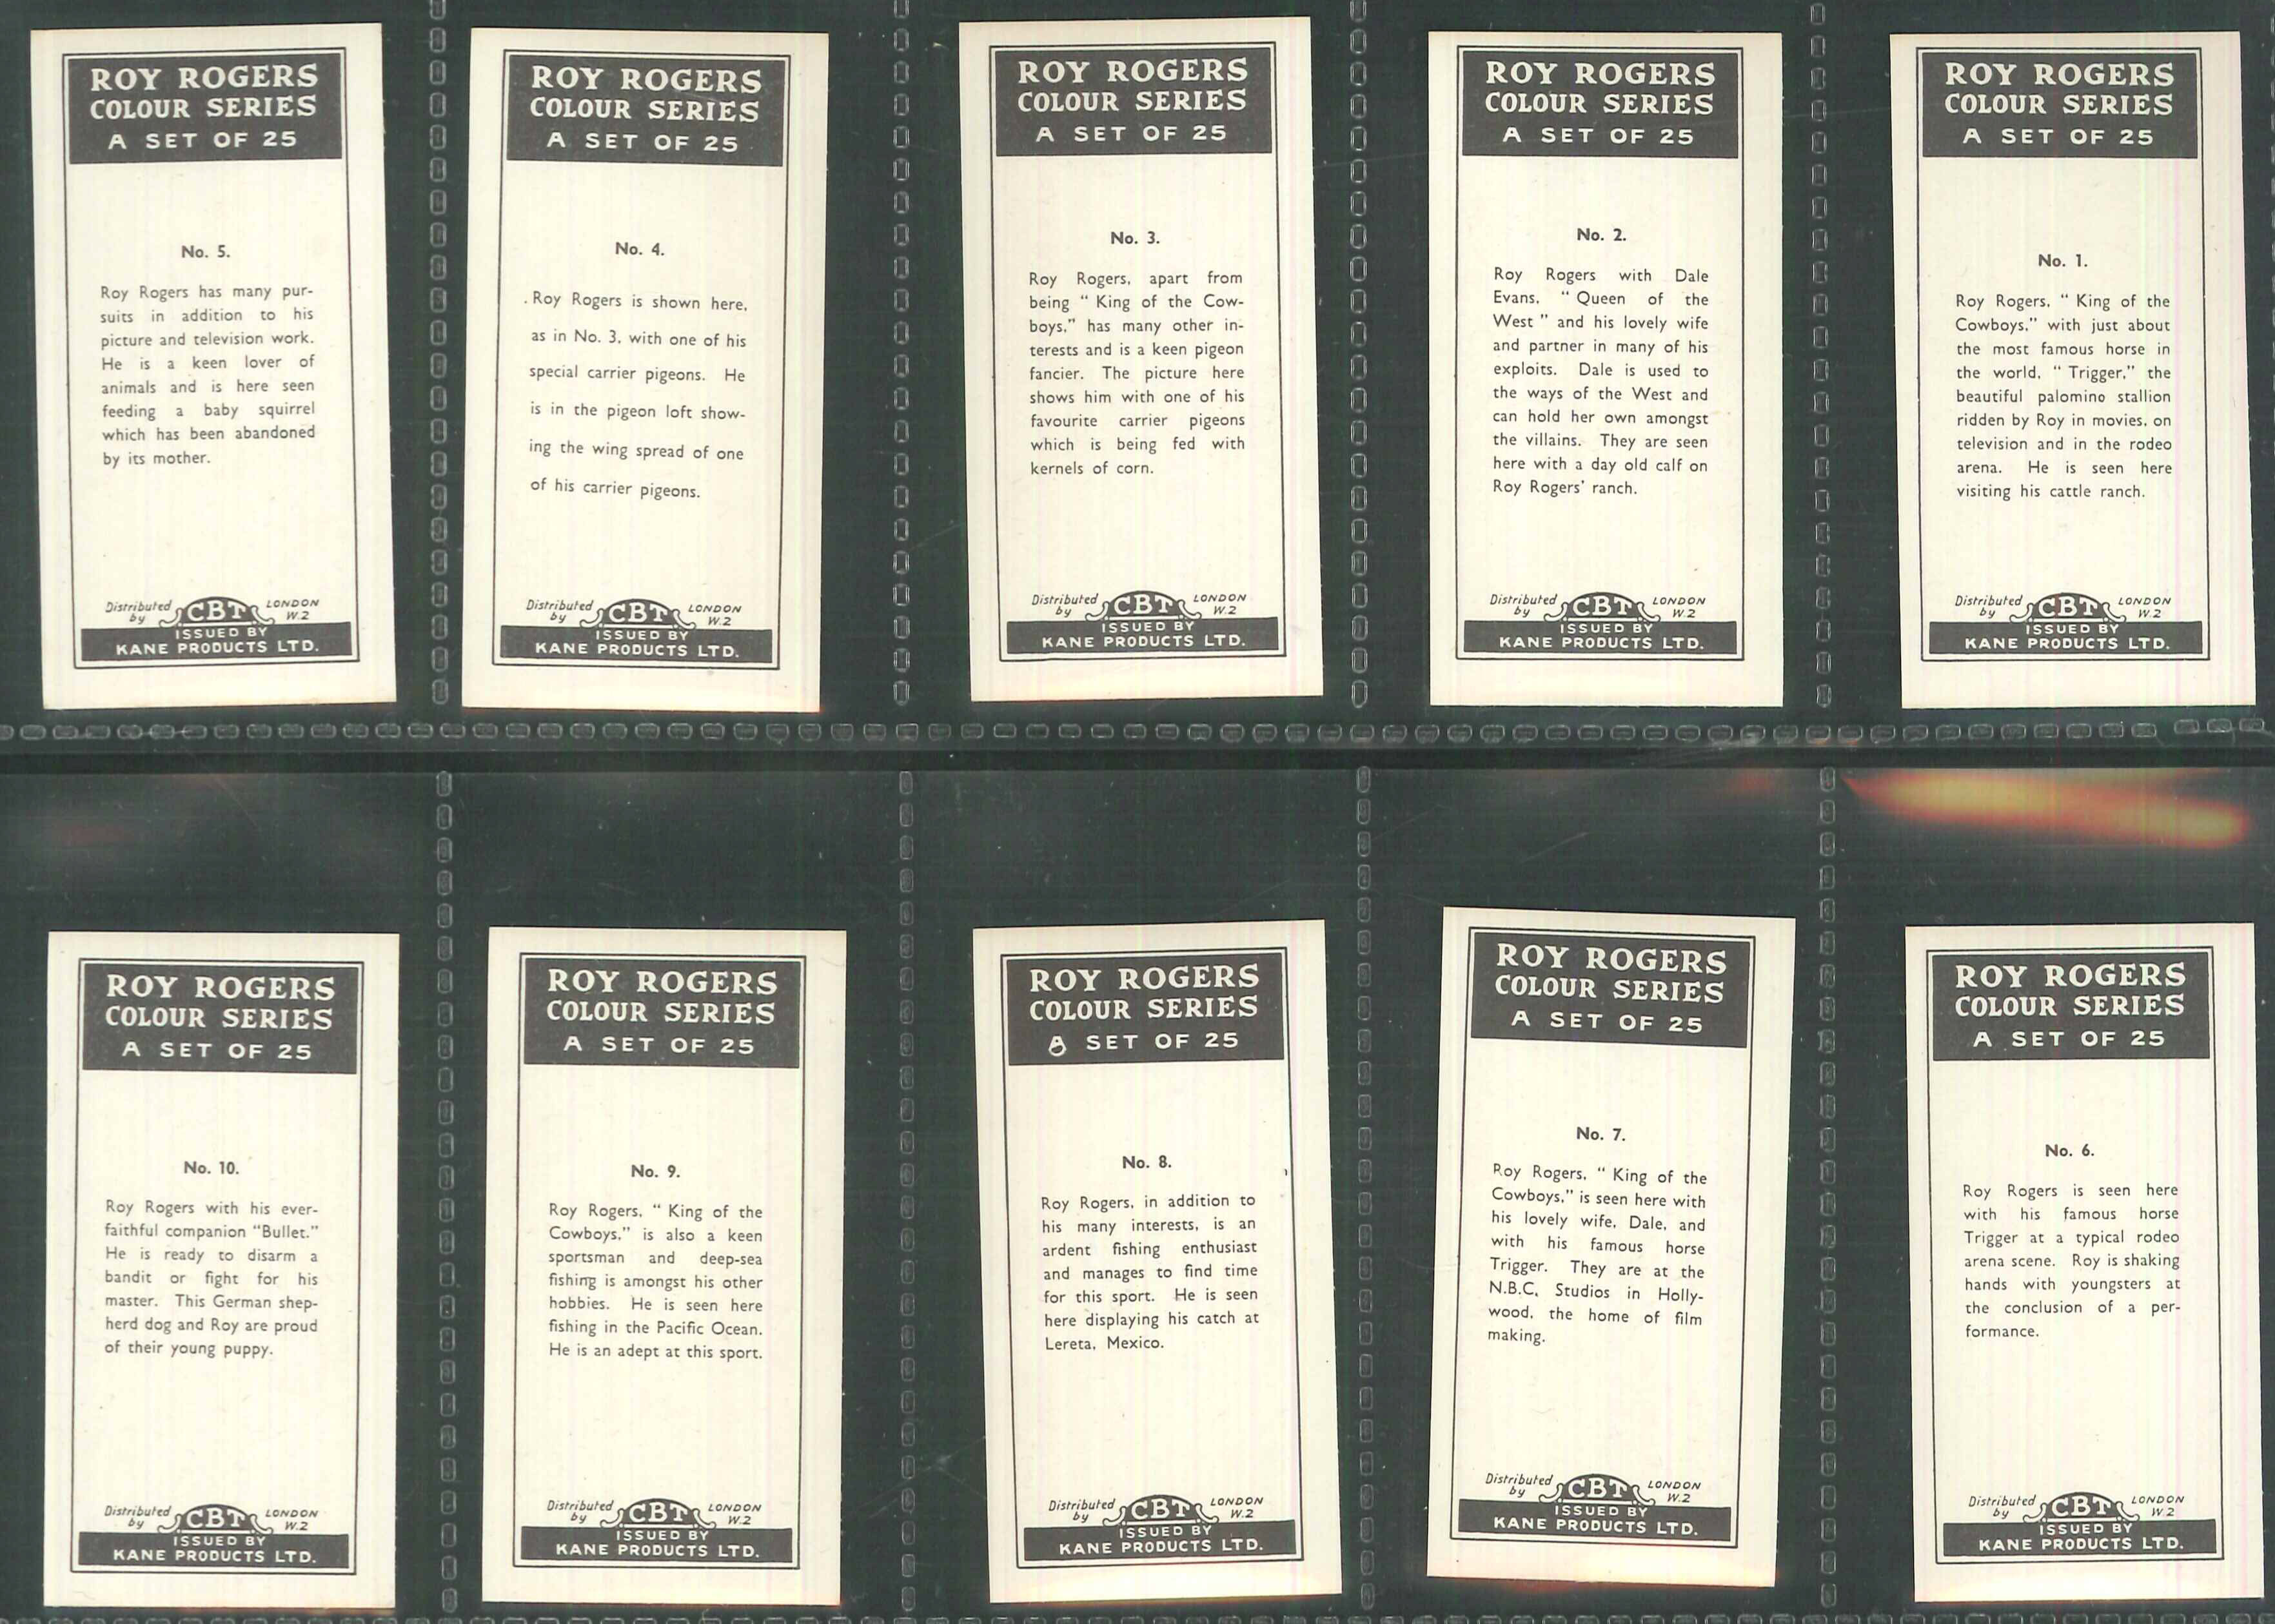 ROY ROGERS
COLOUR SERIES
A SET OF 25
No. 5.
Roy Rogers has many pur-
suits in addition to his
picture and television work.
He is a keen lover of
animals and is here seen
feeding a baby squirrel
which has been abandoned
by its mother.
Distributed by CBT LONDON W.2
ISSUED BY
KANE PRODUCTS LTD.
ROY ROGERS
COLOUR SERIES
A SET OF 25
No. 4.
Roy Rogers is shown here,
as in No. 3, with one of his
special carrier pigeons. He
is in the pigeon loft show-
ing the wing spread of one
of his carrier pigeons.
Distributed by CBT LONDON W.2
ISSUED BY
KANE PRODUCTS LTD.
ROY ROGERS
COLOUR SERIES
A SET OF 25
No. 3.
Roy Rogers, apart from
being " King of the Cow-
boys," has many other in-
terests and is a keen pigeon
fancier. The picture here
shows him with one of his
favourite carrier pigeons
which is being fed with
kernels of corn.
Distributed by CBT LONDON W.2
ISSUED BY
KANE PRODUCTS LTD.
ROY ROGERS
COLOUR SERIES
A SET OF 25
No. 2.
Roy Rogers with Dale
Evans, " Queen of the
West " and his lovely wife
and partner in many of his
exploits. Dale is used to
the ways of the West and
can hold her own amongst
the villains. They are seen
here with a day old calf on
Roy Rogers' ranch.
Distributed by CBT LONDON W.2
ISSUED BY
KANE PRODUCTS LTD.
ROY ROGERS
COLOUR SERIES
A SET OF 25
No. 1.
Roy Rogers, " King of the
Cowboys," with just about
the most famous horse in
the world, " Trigger," the
beautiful palomino stallion
ridden by Roy in movies, on
television and in the rodeo
arena. He is seen here
visiting his cattle ranch.
Distributed by CBT LONDON W.2
ISSUED BY
KANE PRODUCTS LTD.
ROY ROGERS
COLOUR SERIES
A SET OF 25
No. 10.
Roy Rogers with his ever-
faithful companion "Bullet."
He is ready to disarm a
bandit or fight for his
master. This German shep-
herd dog and Roy are proud
of their young puppy.
Distributed by CBT LONDON W.2
ISSUED BY
KANE PRODUCTS LTD.
ROY ROGERS
COLOUR SERIES
A SET OF 25
No. 9.
Roy Rogers, " King of the
Cowboys," is also a keen
sportsman and deep-sea
fishing is amongst his other
hobbies. He is seen here
fishing in the Pacific Ocean.
He is an adept at this sport.
Distributed by CBT LONDON W.2
ISSUED BY
KANE PRODUCTS LTD.
ROY ROGERS
COLOUR SERIES
A SET OF 25
No. 8.
Roy Rogers, in addition to
his many interests, is an
ardent fishing enthusiast
and manages to find time
for this sport. He is seen
here displaying his catch at
Lereta, Mexico.
Distributed by CBT LONDON W.2
ISSUED BY
KANE PRODUCTS LTD.
ROY ROGERS
COLOUR SERIES
A SET OF 25
No. 7.
Roy Rogers, " King of the
Cowboys," is seen here with
his lovely wife, Dale, and
with his famous horse
Trigger. They are at the
N.B.C. Studios in Holly-
wood, the home of film
making.
Distributed by CBT LONDON W.2
ISSUED BY
KANE PRODUCTS LTD.
ROY ROGERS
COLOUR SERIES
A SET OF 25
No. 6.
Roy Rogers is seen here
with his famous horse
Trigger at a typical rodeo
arena scene. Roy is shaking
hands with youngsters at
the conclusion of a per-
formance.
Distributed by CBT LONDON W.2
ISSUED BY
KANE PRODUCTS LTD.